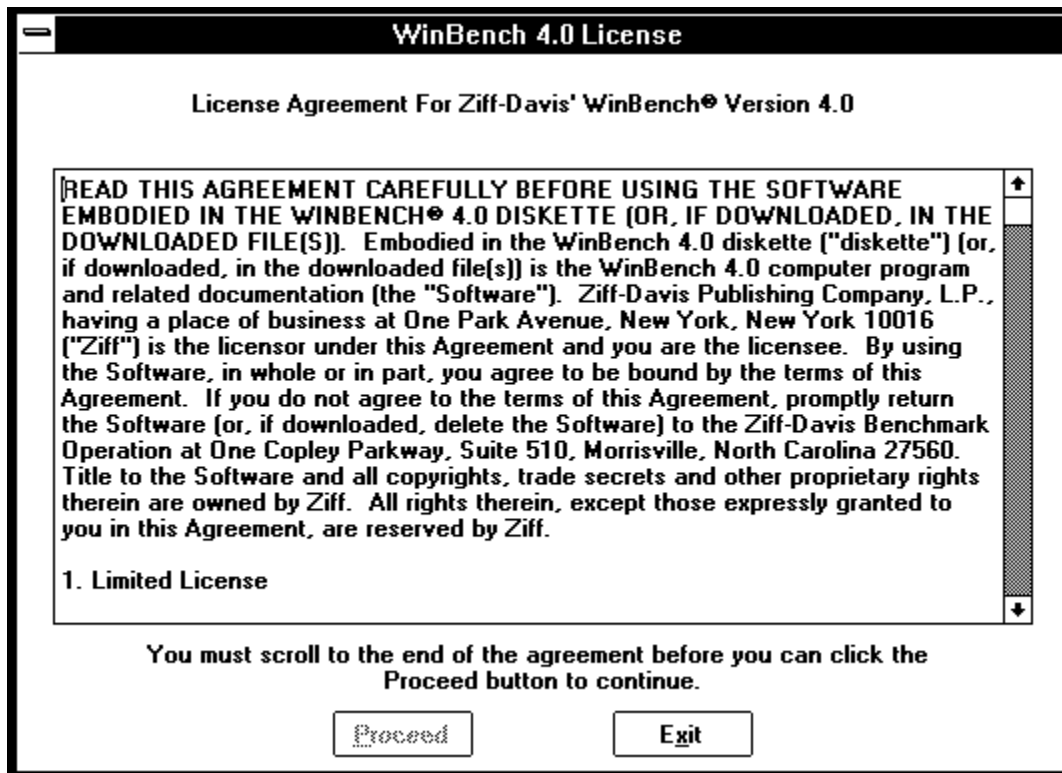 WinBench 4.0 License
License Agreement For Ziff-Davis' WinBench® Version 4.0
READ THIS AGREEMENT CAREFULLY BEFORE USING THE SOFTWARE
EMBODIED IN THE WINBENCH® 4.0 DISKETTE (OR, IF DOWNLOADED, IN THE
DOWNLOADED FILE(S)).  Embodied in the WinBench 4.0 diskette ("diskette") (or,
if downloaded, in the downloaded file(s)) is the WinBench 4.0 computer program
and related documentation (the "Software").  Ziff-Davis Publishing Company, L.P.,
having a place of business at One Park Avenue, New York, New York 10016
("Ziff") is the licensor under this Agreement and you are the licensee.  By using
the Software, in whole or in part, you agree to be bound by the terms of this
Agreement.  If you do not agree to the terms of this Agreement, promptly return
the Software (or, if downloaded, delete the Software) to the Ziff-Davis Benchmark
Operation at One Copley Parkway, Suite 510, Morrisville, North Carolina 27560.
Title to the Software and all copyrights, trade secrets and other proprietary rights
therein are owned by Ziff.  All rights therein, except those expressly granted to
you in this Agreement, are reserved by Ziff.
1. Limited License
You must scroll to the end of the agreement before you can click the
Proceed button to continue.
Proceed
Exit